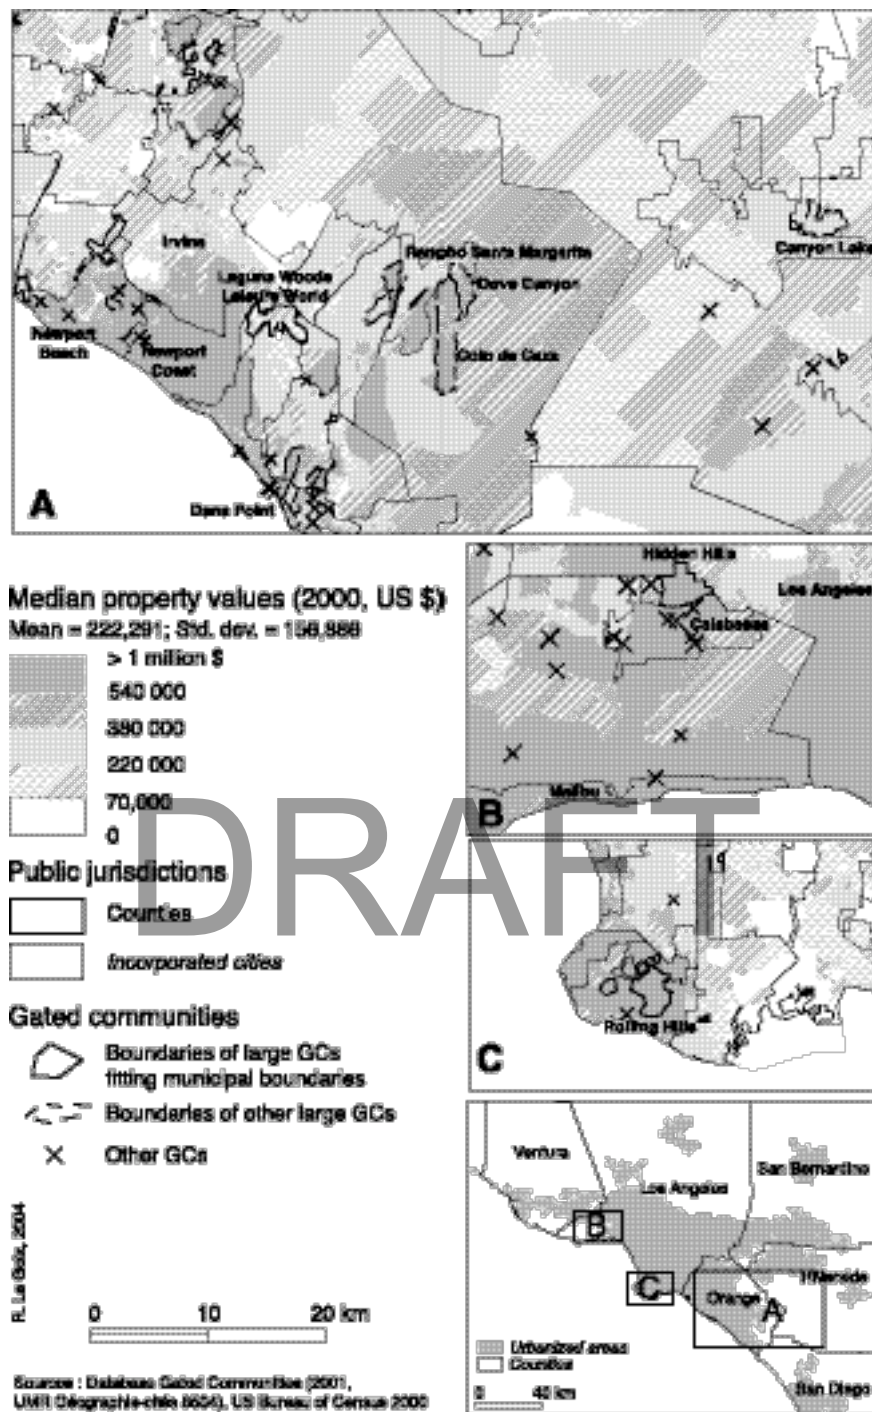 Irvine
Rancho Santa Margarita
Canyon Lake
Laguna Woods
Leisure World
Dove Canyon
Newport
Beach
Newport
Coast
Coto de Caza
A
Dana Point
Hidden Hills
Los Angeles
Calabasas
Malibu
B
Median property values (2000, US $)
Mean = 222,291; Std. dev. = 156,888
> 1 million $
540 000
380 000
220 000
70,000
0
DRAFT
Public jurisdictions
Counties
Incorporated cities
Rolling Hills
C
Gated communities
Boundaries of large GCs
fitting municipal boundaries
Boundaries of other large GCs
Other GCs
Ventura
Los Angeles
San Bernardino
B
Riverside
C
Orange
A
San Diego
Urbanized areas
Counties
0 40 km
R. Le Goix, 2004
0 10 20 km
Sources : Database Gated Communities (2001,
UMR Géographie-cités 8504), US Bureau of Census 2000